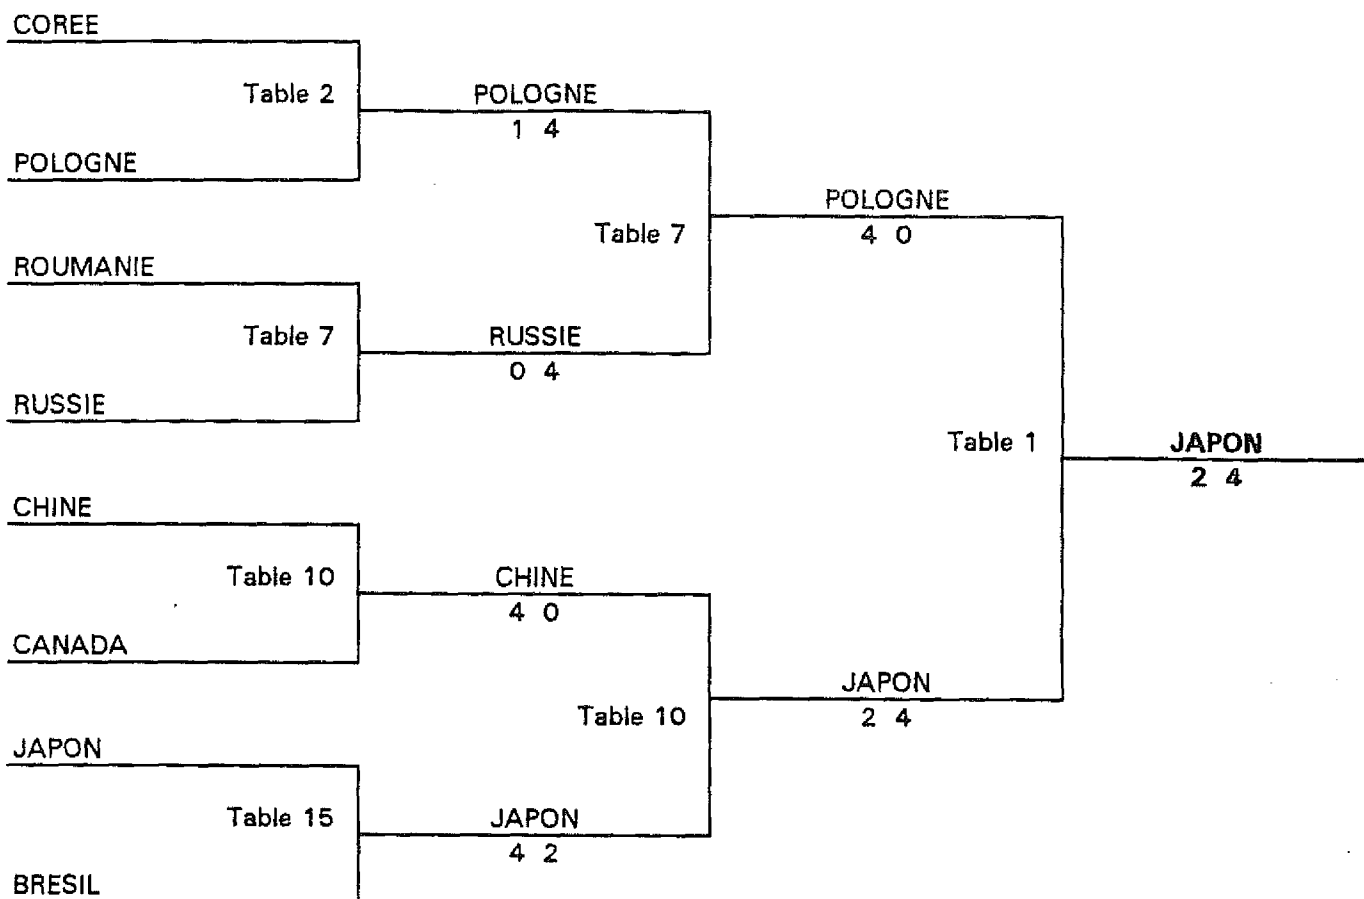 COREE
Table 2
POLOGNE
1 4
POLOGNE
POLOGNE
4 0
Table 7
ROUMANIE
Table 7
RUSSIE
0 4
RUSSIE
Table 1
JAPON
2 4
CHINE
Table 10
CHINE
4 0
CANADA
JAPON
2 4
Table 10
JAPON
Table 15
JAPON
4 2
BRESIL